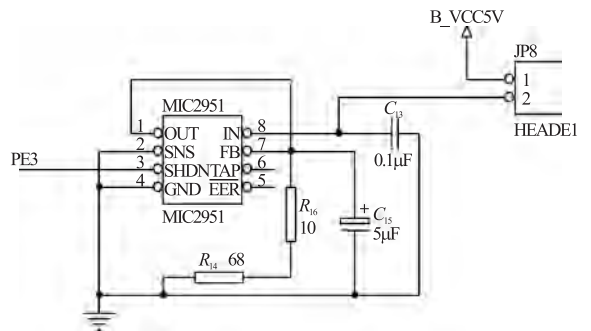 B_VCC5V
JP8
1
2
HEADE1
MIC2951
C13
0.1μF
1 OUT IN 8
2 SNS FB 7
PE3 3 SHDNTAP 6
4 GND EER 5
MIC2951
R16
10
+
C15
5μF
R14 68